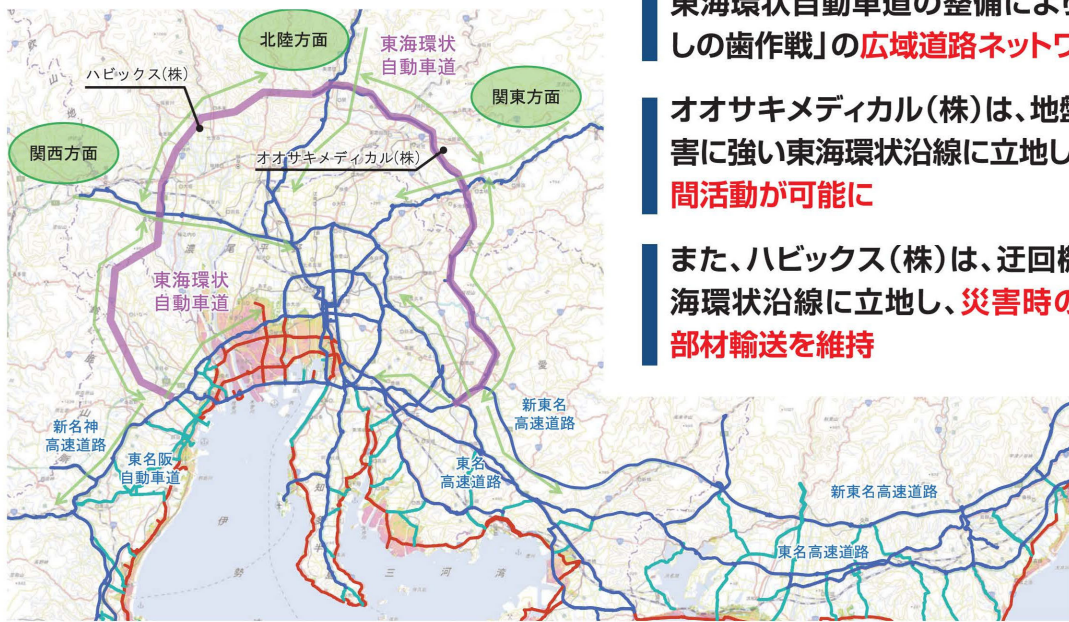 北陸方面
東海環状
自動車道
ハビックス(株)
関東方面
関西方面
オオサキメディカル(株)
東海環状
自動車道
新名神
高速道路
東名阪
自動車道
新東名
高速道路
東名
高速道路
新東名高速道路
東名高速道路
伊
勢
知
三
河
湾
東海環状自動車道の整備により
しの歯作戦」の広域道路ネットワ
オオサキメディカル(株)は、地盤
害に強い東海環状沿線に立地し
間活動が可能に
また、ハビックス(株)は、迂回機
海環状沿線に立地し、災害時の
部材輸送を維持